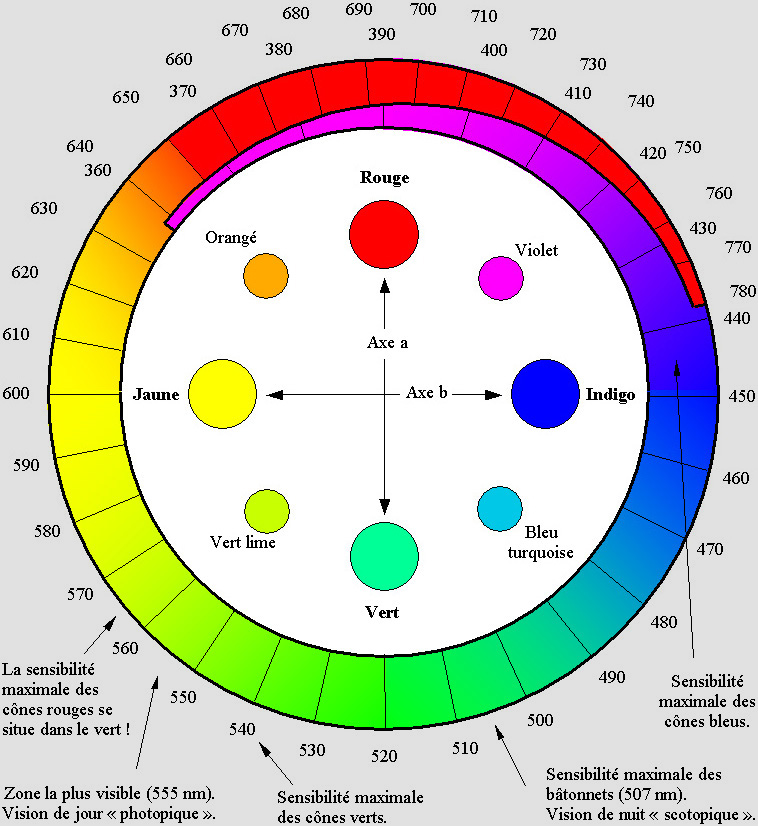 690
700
680
710
670
390
720
380
400
660
730
370
410
650
740
640
420
750
360
Rouge
760
630
430
Orangé
Violet
770
620
780
440
610
Axe a
600
Jaune
Axe b
Indigo
450
590
460
580
Vert lime
Bleu
turquoise
470
570
Vert
480
560
490
La sensibilité
maximale des
cônes rouges se
situe dans le vert !
550
500
540
510
530
520
Sensibilité
maximale des
cônes bleus.
Zone la plus visible (555 nm).
Vision de jour « photopique ».
Sensibilité maximale
des cônes verts.
Sensibilité maximale des
bâtonnets (507 nm).
Vision de nuit « scotopique ».